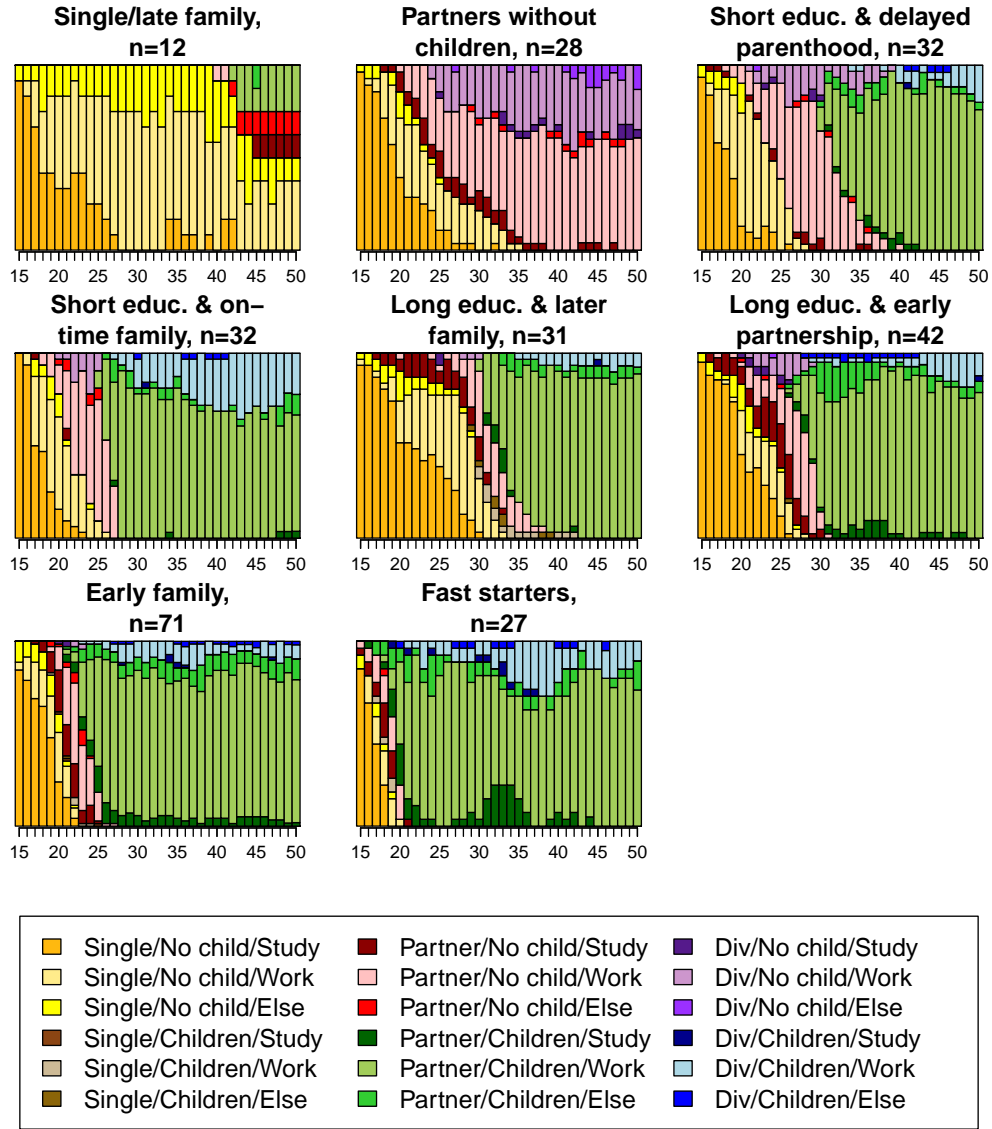 Single/late family,
n=12
Partners without
children, n=28
Short educ. & delayed
parenthood, n=32
15 20 25 30 35 40 45 50
15 20 25 30 35 40 45 50
15 20 25 30 35 40 45 50
Short educ. & on−
time family, n=32
Long educ. & later
family, n=31
Long educ. & early
partnership, n=42
15 20 25 30 35 40 45 50
15 20 25 30 35 40 45 50
15 20 25 30 35 40 45 50
Early family,
n=71
Fast starters,
n=27
15 20 25 30 35 40 45 50
15 20 25 30 35 40 45 50
Single/No child/Study
Single/No child/Work
Single/No child/Else
Single/Children/Study
Single/Children/Work
Single/Children/Else
Partner/No child/Study
Partner/No child/Work
Partner/No child/Else
Partner/Children/Study
Partner/Children/Work
Partner/Children/Else
Div/No child/Study
Div/No child/Work
Div/No child/Else
Div/Children/Study
Div/Children/Work
Div/Children/Else